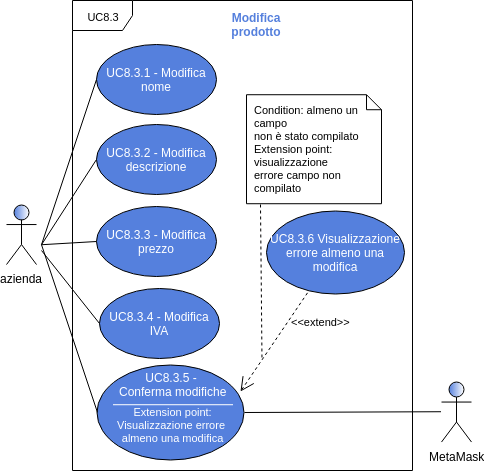 UC8.3
Modifica
prodotto
UC8.3.1 - Modifica
nome
Condition: almeno un
campo
non è stato compilato
Extension point:
visualizzazione
errore campo non
compilato
UC8.3.2 - Modifica
descrizione
UC8.3.3 - Modifica
prezzo
UC8.3.6 Visualizzazione
errore almeno una
modifica
azienda
UC8.3.4 - Modifica
IVA
<<extend>>
UC8.3.5 -
Conferma modifiche
Extension point:
Visualizzazione errore
almeno una modifica
MetaMask